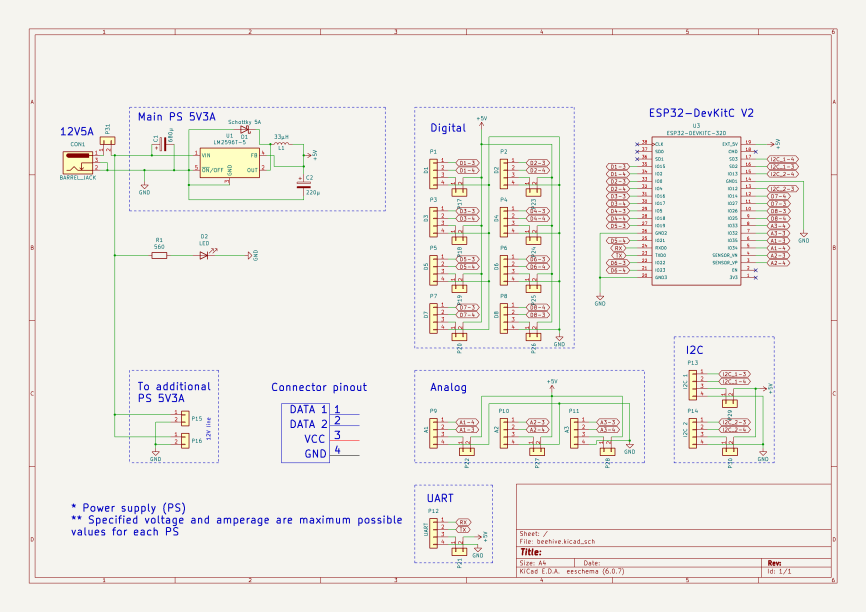 12V5A
CON1
BARREL_JACK
P31
Main PS 5V3A
C1
680µ
Schottky 5A
D1
U1
LM2596T-5
VIN
FB
ON/OFF
GND
OUT
33µH
L1
+5V
C2
220µ
GND
R1
560
D2
LED
GND
To additional
PS 5V3A
P15
P16
12V line
GND
Connector pinout
DATA 1 1
DATA 2 2
VCC 3
GND 4
* Power supply (PS)
** Specified voltage and amperage are maximum possible
values for each PS
Digital
+5V
P1
D1
D1-3
D1-4
P17
P2
D2
D2-3
D2-4
P23
P3
D3
D3-3
D3-4
P18
P4
D4
D4-3
D4-4
P5
D5
D5-3
D5-4
P19
P6
D6
D6-3
D6-4
P25
P7
D7
D7-3
D7-4
P8
D8
D8-4
D8-3
P26
GND
Analog
+5V
P9
A1
A1-4
A1-3
P22
P10
A2
A2-3
A2-4
P27
P11
A3
A3-3
A3-4
P28
GND
UART
P12
UART
RX
TX
+5V
P21
GND
ESP32-DevKitC V2
U3
ESP32-DEVKITC-32D
CLK
SD0
SD1
IO15
IO2
IO0
IO4
IO16
IO17
IO5
IO18
IO19
GND2
IO21
RXD0
TXD0
IO22
IO23
GND3
EXT_5V
CMD
SD3
SD2
IO13
GND1
IO12
IO14
IO27
IO26
IO25
IO33
IO32
IO35
IO34
SENSOR_VN
SENSOR_VP
EN
3V3
D1-3
D1-4
D2-3
D2-4
D3-3
D3-4
D4-3
D4-4
D5-3
D5-4
RX
TX
D6-3
D6-4
GND
+5V
I2C_1-4
I2C_1-3
I2C_2-4
I2C_2-3
D7-4
D7-3
D8-3
D8-4
A3-4
A3-3
A1-3
A1-4
A2-3
A2-4
GND
I2C
P13
I2C 1
I2C_1-3
I2C_1-4
+5V
P29
P14
I2C 2
I2C_2-3
I2C_2-4
P30
GND
Sheet: /
File: beehive.kicad_sch
Title:
Size: A4 Date: Rev:
KiCad E.D.A. eeschema (6.0.7) Id: 1/1